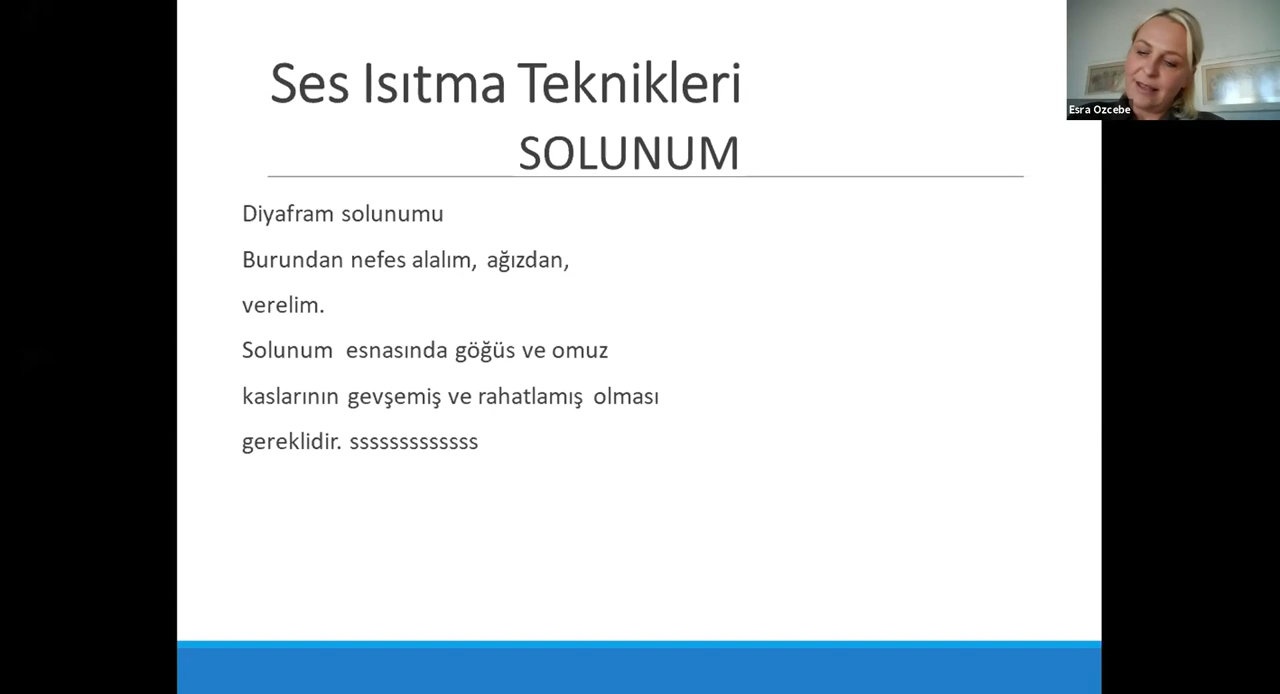 Ses Isıtma Teknikleri
SOLUNUM
Esra Ozcebe
Diyafram solunumu
Burundan nefes alalım, ağızdan,
verelim.
Solunum esnasında göğüs ve omuz
kaslarının gevşemiş ve rahatlamış olması
gereklidir. sssssssssssss